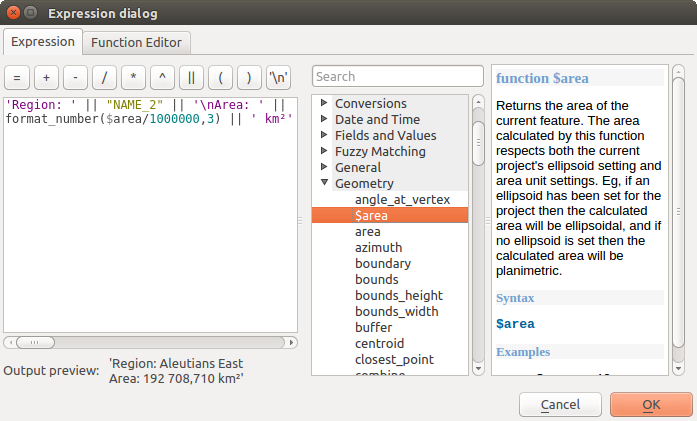 Expression dialog
Expression
Function Editor
= + - / * ^ || ( ) '\n'
'Region: ' || "NAME_2" || '\nArea: ' ||
format_number($area/1000000,3) || ' km²'
Output preview:
'Region: Aleutians East
Area: 192 708,710 km²'
Search
Conversions
Date and Time
Fields and Values
Fuzzy Matching
General
Geometry
angle_at_vertex
$area
area
azimuth
boundary
bounds
bounds_height
bounds_width
buffer
centroid
closest_point
combine
function $area
Returns the area of the
current feature. The area
calculated by this function
respects both the current
project's ellipsoid setting and
area unit settings. Eg, if an
ellipsoid has been set for the
project then the calculated
area will be ellipsoidal, and if
no ellipsoid is set then the
calculated area will be
planimetric.
Syntax
$area
Examples
Cancel
OK